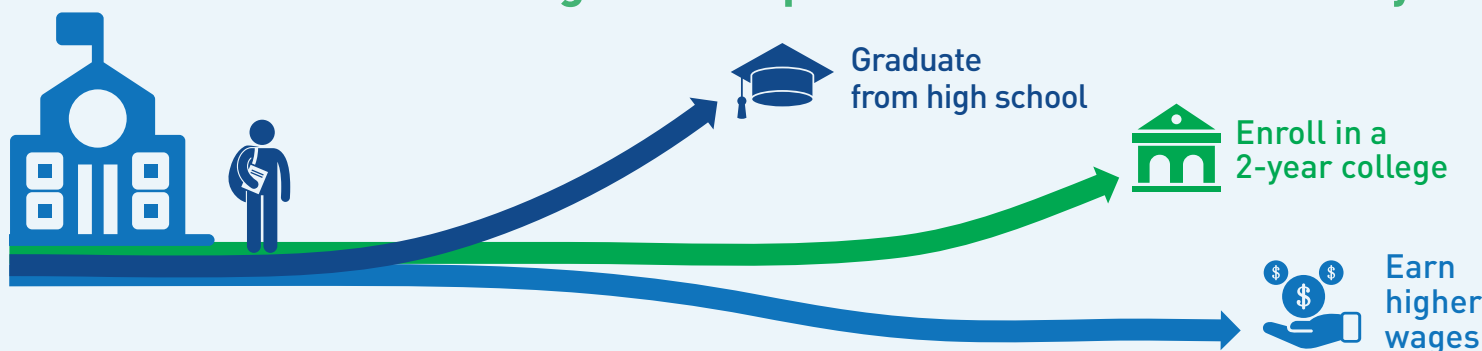 Graduate
from high school
Enroll in a
2-year college
$ $
$
Earn
higher
wages